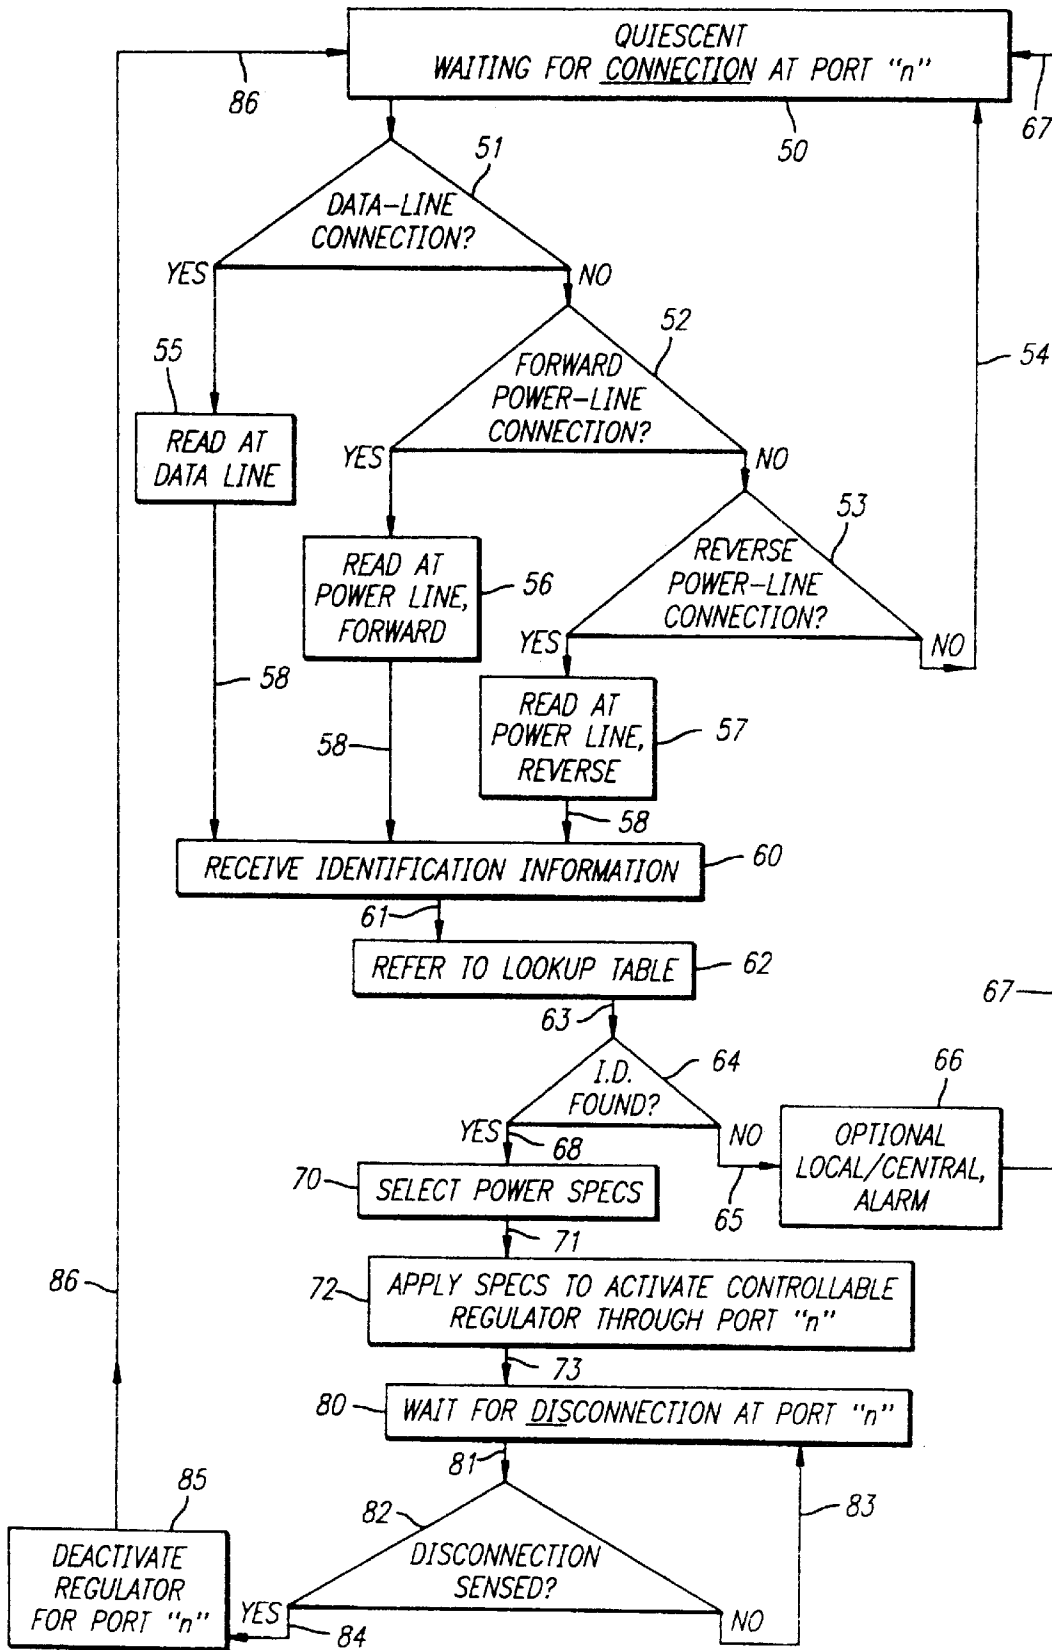 QUIESCENT
WAITING FOR CONNECTION AT PORT "n"
86
50
67
51
DATA-LINE
CONNECTION?
YES
NO
52
54
55
FORWARD
POWER-LINE
CONNECTION?
READ AT
DATA LINE
YES
NO
53
REVERSE
POWER-LINE
CONNECTION?
READ AT
POWER LINE,
FORWARD
56
YES
NO
58
READ AT
POWER LINE,
REVERSE
57
58
58
RECEIVE IDENTIFICATION INFORMATION
60
61
REFER TO LOOKUP TABLE
62
63
67
I.D.
FOUND?
64
66
YES
68
NO
65
OPTIONAL
LOCAL/CENTRAL,
ALARM
70
SELECT POWER SPECS
71
86
72
APPLY SPECS TO ACTIVATE CONTROLLABLE
REGULATOR THROUGH PORT "n"
73
80
WAIT FOR DISCONNECTION AT PORT "n"
81
83
85
82
DISCONNECTION
SENSED?
DEACTIVATE
REGULATOR
FOR PORT "n"
YES
84
NO